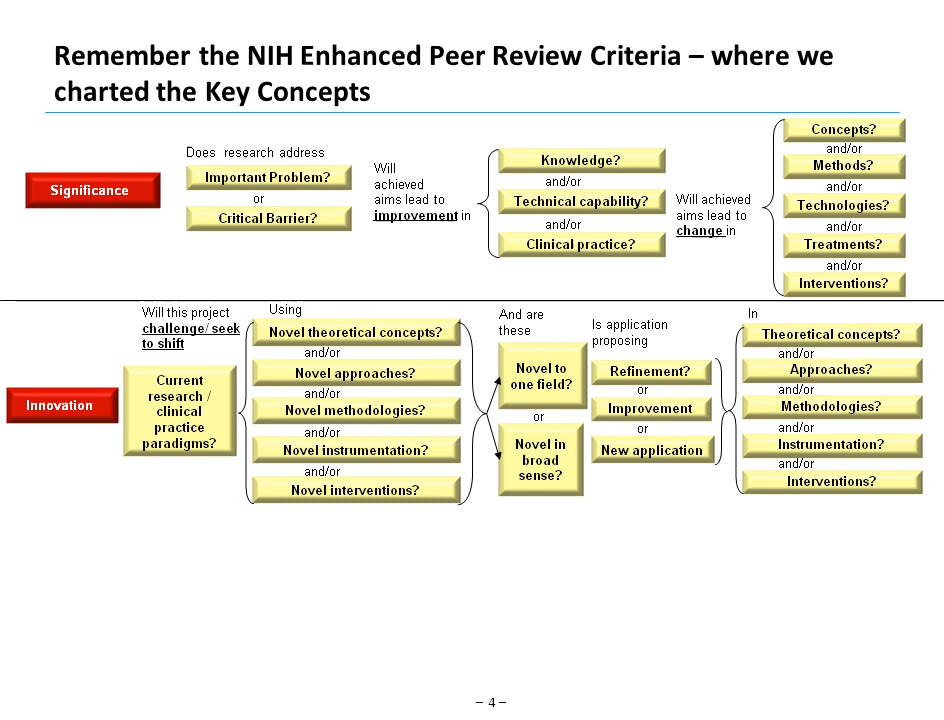 Remember the NIH Enhanced Peer Review Criteria – where we
charted the Key Concepts
Significance
Does research address
Important Problem?
or
Critical Barrier?
Will
achieved
aims lead to
improvement in
Knowledge?
and/or
Technical capability?
and/or
Clinical practice?
Will achieved
aims lead to
change in
Concepts?
and/or
Methods?
and/or
Technologies?
and/or
Treatments?
and/or
Interventions?
Innovation
Will this project
challenge/ seek
to shift
Current
research /
clinical
practice
paradigms?
Using
Novel theoretical concepts?
and/or
Novel approaches?
and/or
Novel methodologies?
and/or
Novel instrumentation?
and/or
Novel interventions?
And are
these
Novel to
one field?
or
Novel in
broad
sense?
Is application
proposing
Refinement?
or
Improvement
or
New application
In
Theoretical concepts?
and/or
Approaches?
and/or
Methodologies?
and/or
Instrumentation?
and/or
Interventions?
– 4 –